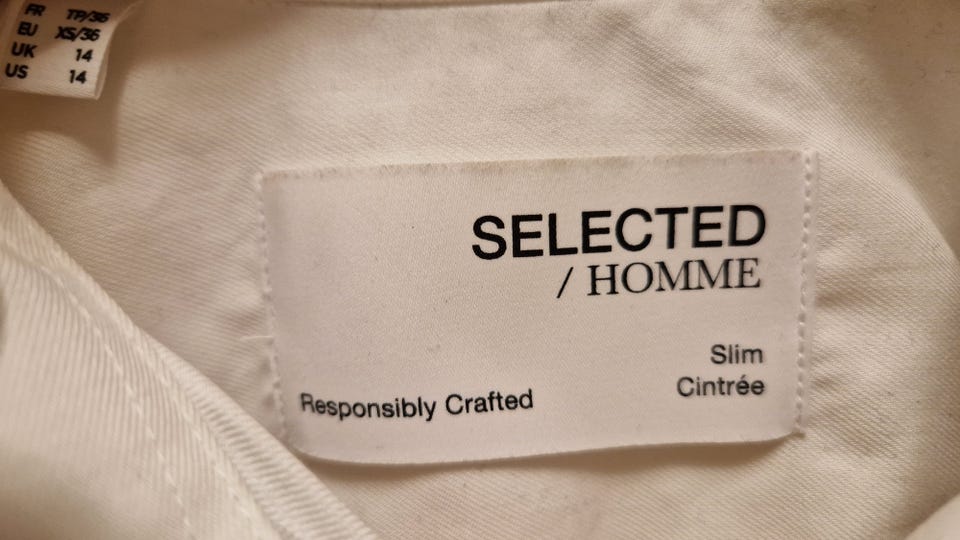 FR TP/36
EU XS/36
UK 14
US 14
SELECTED
/ HOMME
Slim
Cintrée
Responsibly Crafted